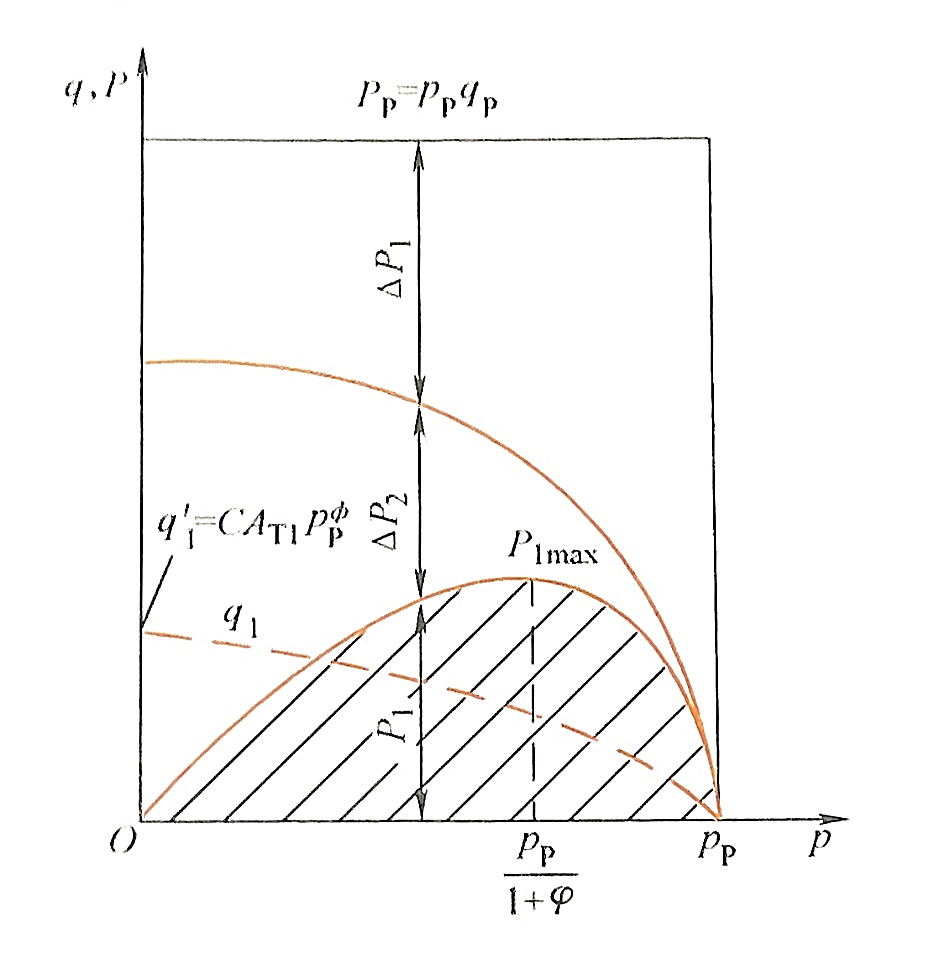 q, P
P_p=p_p q_p
ΔP_1
q'_1=CA_T1 p_p^ϕ
ΔP_2
P_1max
q_1
P_1
O
p_p/(1+φ)
p_p
p